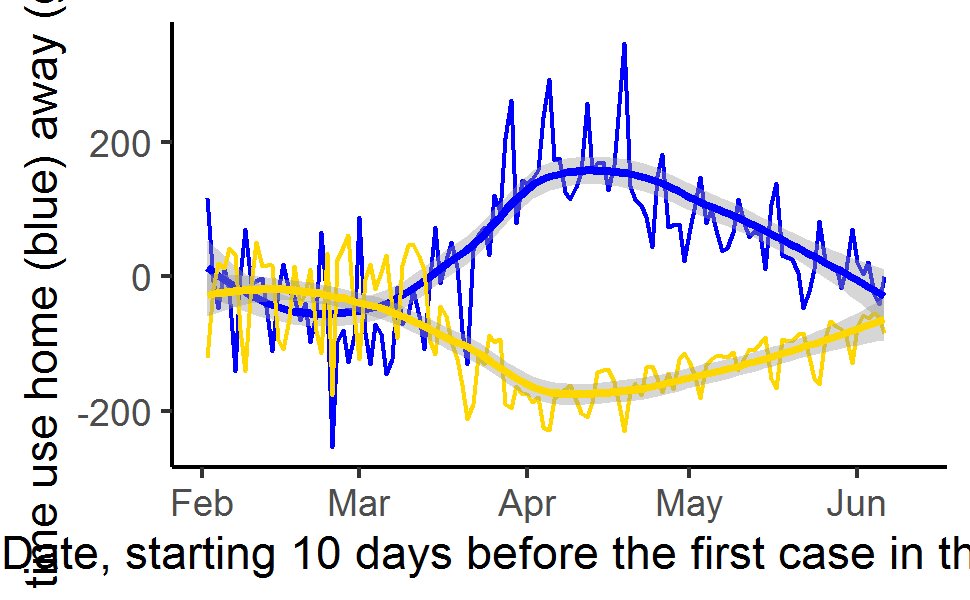 time use home (blue) away (
200
0
-200
Feb Mar Apr May Jun
Date, starting 10 days before the first case in th